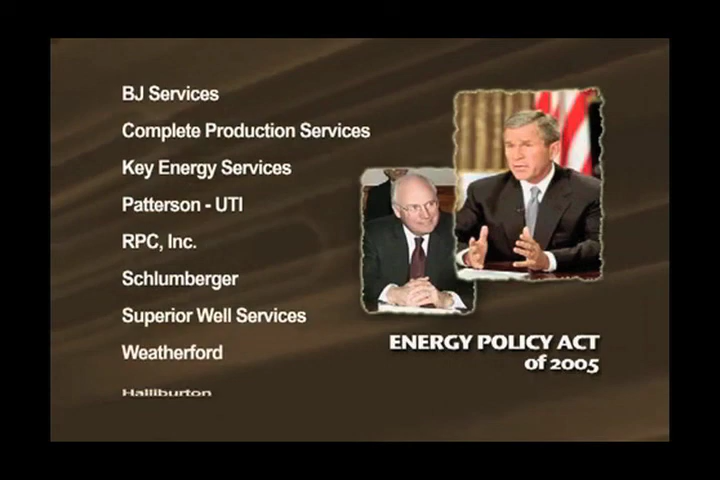 BJ Services
Complete Production Services
Key Energy Services
Patterson - UTI
RPC, Inc.
Schlumberger
Superior Well Services
Weatherford
Halliburton
ENERGY POLICY ACT
of 2005